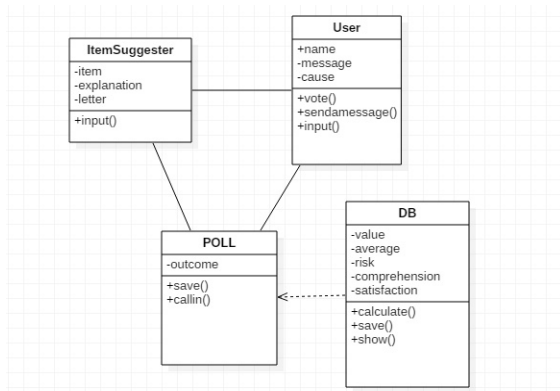 ItemSuggester
-item
-explanation
-letter
+input()
User
+name
-message
-cause
+vote()
+sendamessage()
+input()
POLL
-outcome
+save()
+callin()
DB
-value
-average
-risk
-comprehension
-satisfaction
+calculate()
+save()
+show()